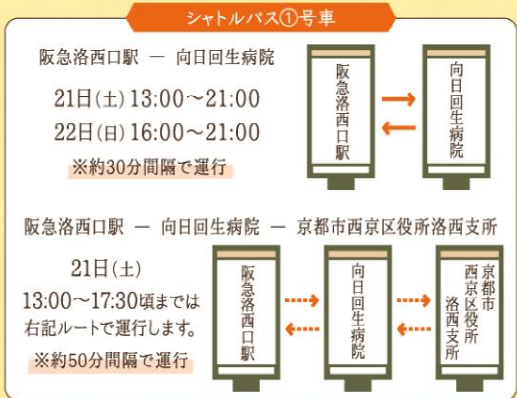 シャトルバス①号車
阪急洛西口駅 ― 向日回生病院
21日(土)13:00〜21:00
22日(日)16:00〜21:00
※約30分間隔で運行
阪急洛西口駅
向日回生病院
阪急洛西口駅 ― 向日回生病院 ― 京都市西京区役所洛西支所
21日(土)
13:00〜17:30頃までは
右記ルートで運行します。
※約50分間隔で運行
阪急洛西口駅
向日回生病院
京都市
西京区役所
洛西支所